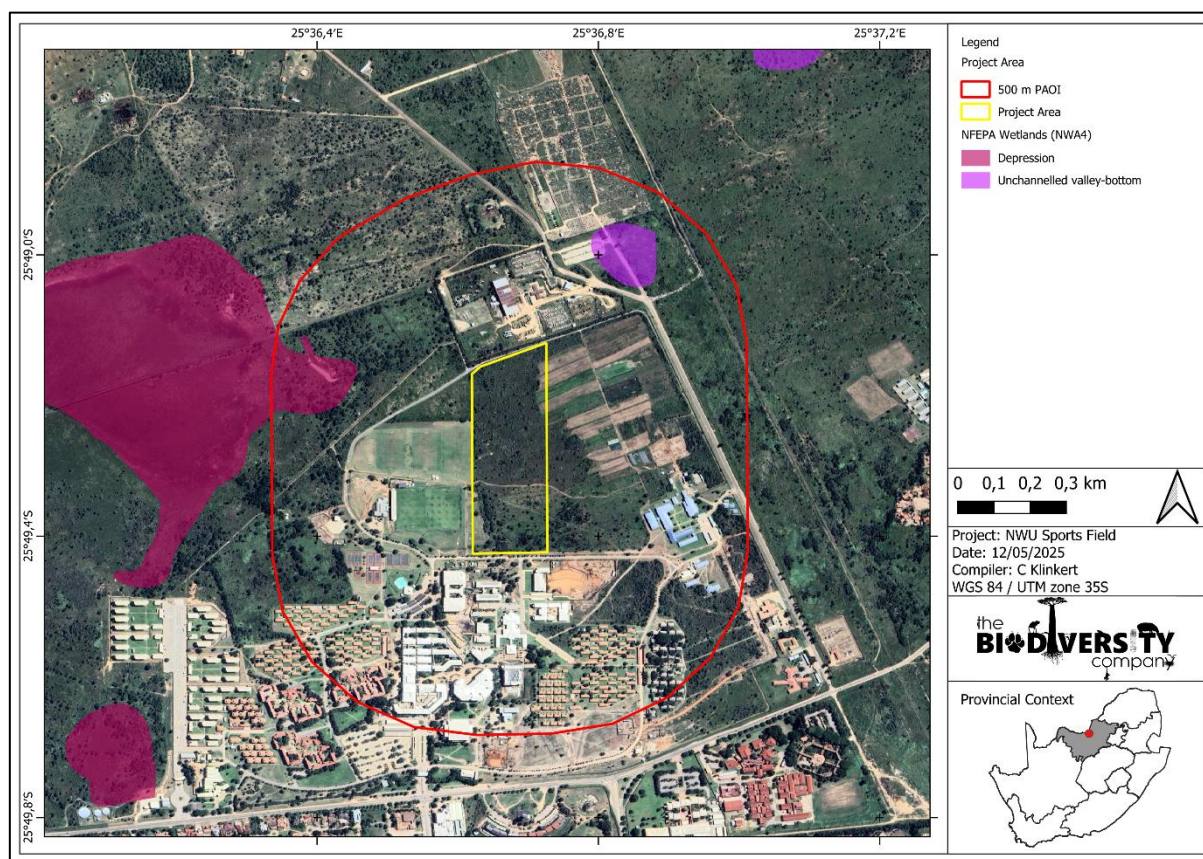 25°36,4'E
25°36,8'E
25°37,2'E
25°49,0'S
25°49,4'S
25°49,8'S
Legend
Project Area
500 m PAOI
Project Area
NFEPA Wetlands (NWA4)
Depression
Unchannelled valley-bottom
0 0,1 0,2 0,3 km
Project: NWU Sports Field
Date: 12/05/2025
Compiler: C Klinkert
WGS 84 / UTM zone 35S
the
BIODIVERSITY
company
Provincial Context